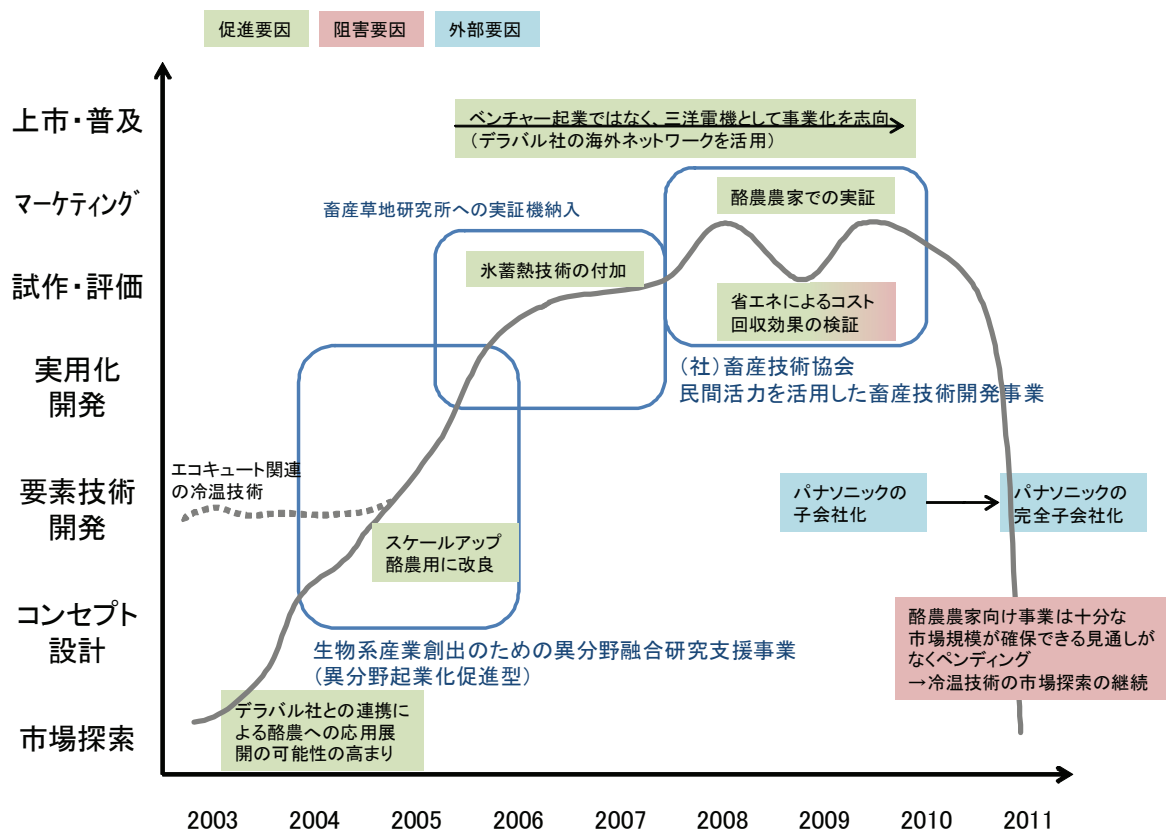 促進要因
阻害要因
外部要因
上市・普及
マーケティング
試作・評価
実用化
開発
要素技術
開発
コンセプト
設計
市場探索
ベンチャー起業ではなく、三洋電機として事業化を志向
（デラバル社の海外ネットワークを活用）
畜産草地研究所への実証機納入
酪農農家での実証
氷蓄熱技術の付加
省エネによるコスト
回収効果の検証
（社）畜産技術協会
民間活力を活用した畜産技術開発事業
エコキュート関連
の冷温技術
パナソニックの
子会社化
パナソニックの
完全子会社化
スケールアップ
酪農用に改良
生物系産業創出のための異分野融合研究支援事業
(異分野起業化促進型)
酪農農家向け事業は十分な
市場規模が確保できる見通しが
なくペンディング
→冷温技術の市場探索の継続
デラバル社との連携に
よる酪農への応用展
開の可能性の高まり
2003 2004 2005 2006 2007 2008 2009 2010 2011